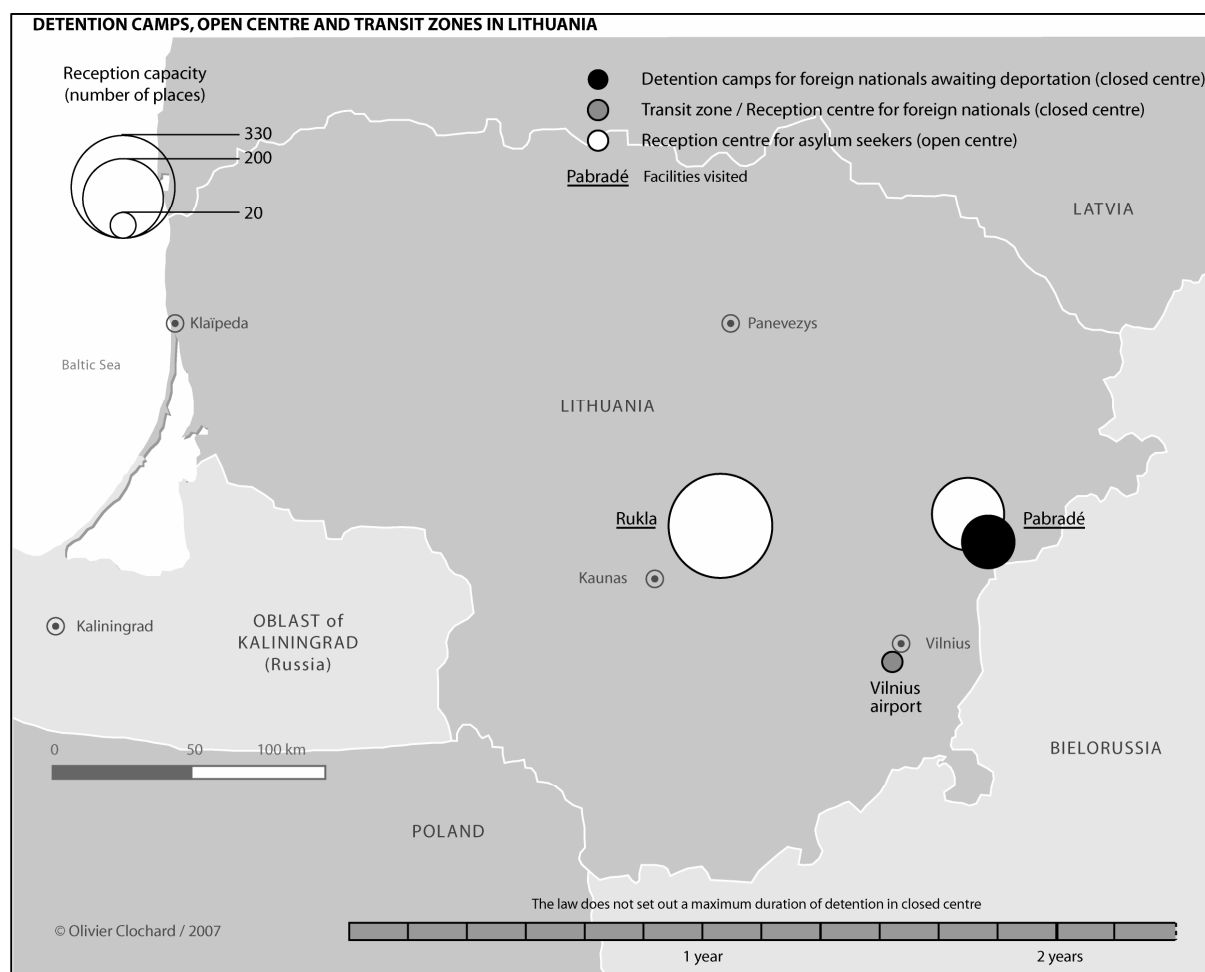 DETENTION CAMPS, OPEN CENTRE AND TRANSIT ZONES IN LITHUANIA
Reception capacity
(number of places)
330
200
20
Detention camps for foreign nationals awaiting deportation (closed centre)
Transit zone / Reception centre for foreign nationals (closed centre)
Reception centre for asylum seekers (open centre)
Pabradé Facilities visited
LATVIA
Klaïpeda
Panevezys
Baltic Sea
LITHUANIA
Rukla
Pabradé
Kaunas
Kaliningrad
OBLAST of
KALININGRAD
(Russia)
Vilnius
Vilnius
airport
0 50 100 km
BIELORUSSIA
POLAND
The law does not set out a maximum duration of detention in closed centre
© Olivier Clochard / 2007
1 year
2 years